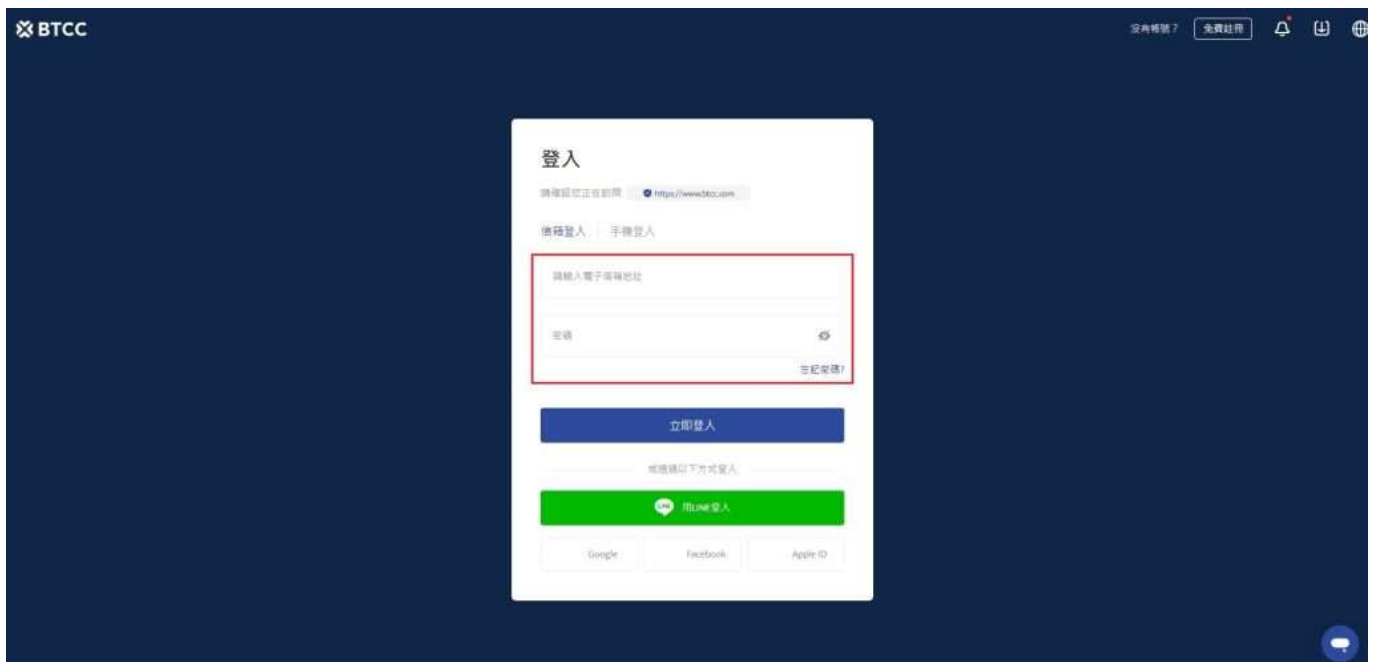 BTCC
沒有帳號？ 免費註冊
登入
請確認您正在訪問 https://www.btcc.com
信箱登入 手機登入
請輸入電子信箱地址
密碼
忘記密碼?
立即登入
或透過以下方式登入
LINE 用LINE登入
Google Facebook Apple ID